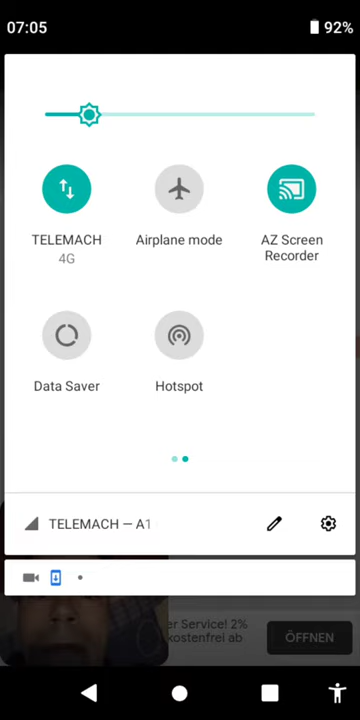 07:05
92%
TELEMACH
4G
Airplane mode
AZ Screen
Recorder
Data Saver
Hotspot
TELEMACH — A1
er Service! 2%
kostenfrei ab
ÖFFNEN